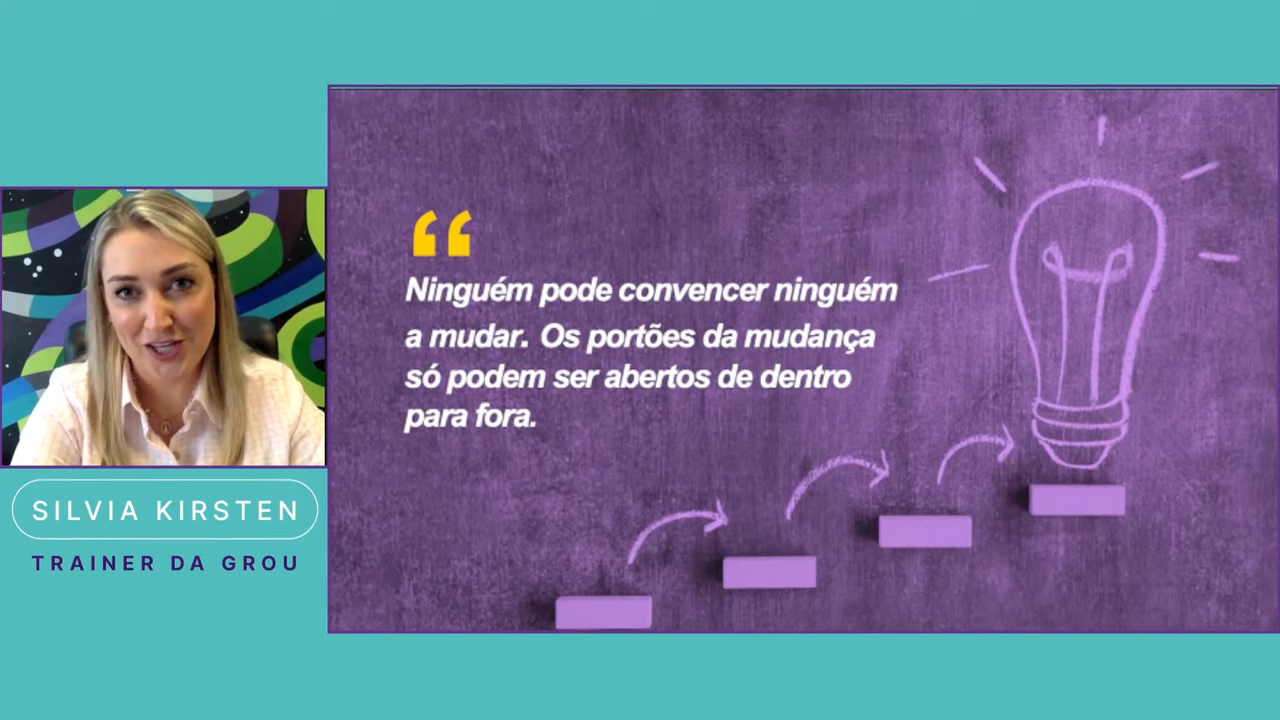 SILVIA KIRSTEN
TRAINER DA GROU
“
Ninguém pode convencer ninguém
a mudar. Os portões da mudança
só podem ser abertos de dentro
para fora.